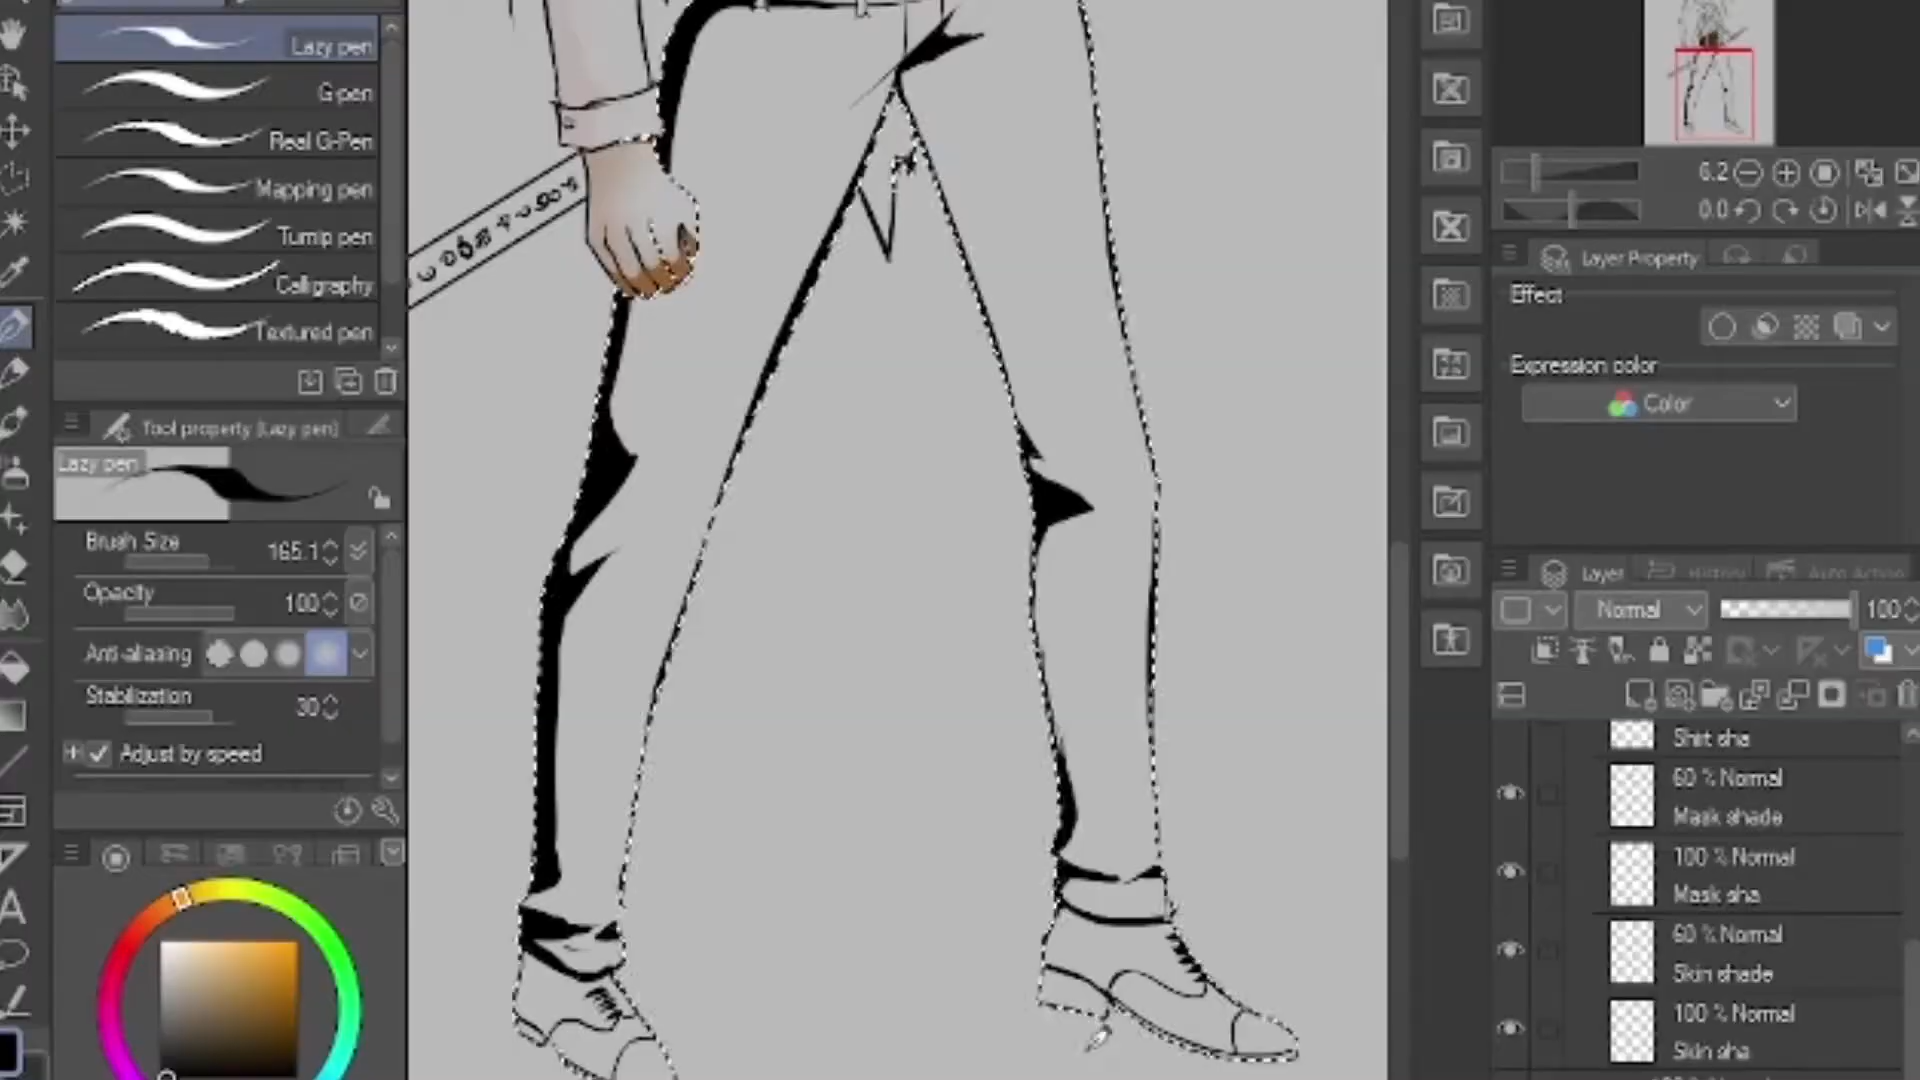 Lazy pen
G-pen
Real G-Pen
Mapping pen
Turnip pen
Calligraphy
Textured pen
Tool property (Lazy pen)
Lazy pen
Brush Size 165.1
Opacity 100
Anti-aliasing
Stabilization 30
Adjust by speed
6.2
0.0
Layer Property
Effect
Expression color
Color
Layer History Auto Action
Normal 100
Shirt sha
60 % Normal
Mask shade
100 % Normal
Mask sha
60 % Normal
Skin shade
100 % Normal
Skin sha